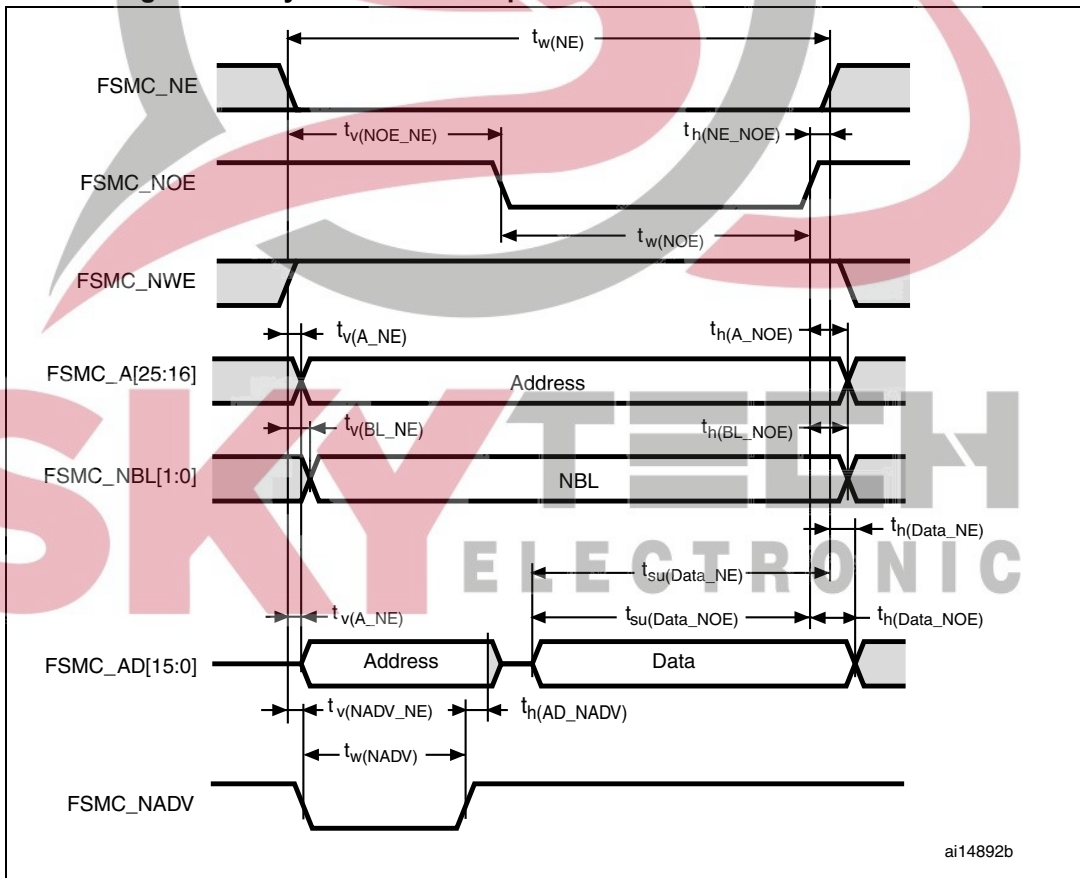 tw(NE)
FSMC_NE
tv(NOE_NE)
th(NE_NOE)
FSMC_NOE
tw(NOE)
FSMC_NWE
tv(A_NE)
th(A_NOE)
FSMC_A[25:16]
Address
tv(BL_NE)
th(BL_NOE)
FSMC_NBL[1:0]
NBL
th(Data_NE)
tsu(Data_NE)
tv(A_NE)
tsu(Data_NOE)
th(Data_NOE)
FSMC_AD[15:0]
Address
Data
tv(NADV_NE)
th(AD_NADV)
tw(NADV)
FSMC_NADV
ai14892b
SKYTECH
ELECTRONIC